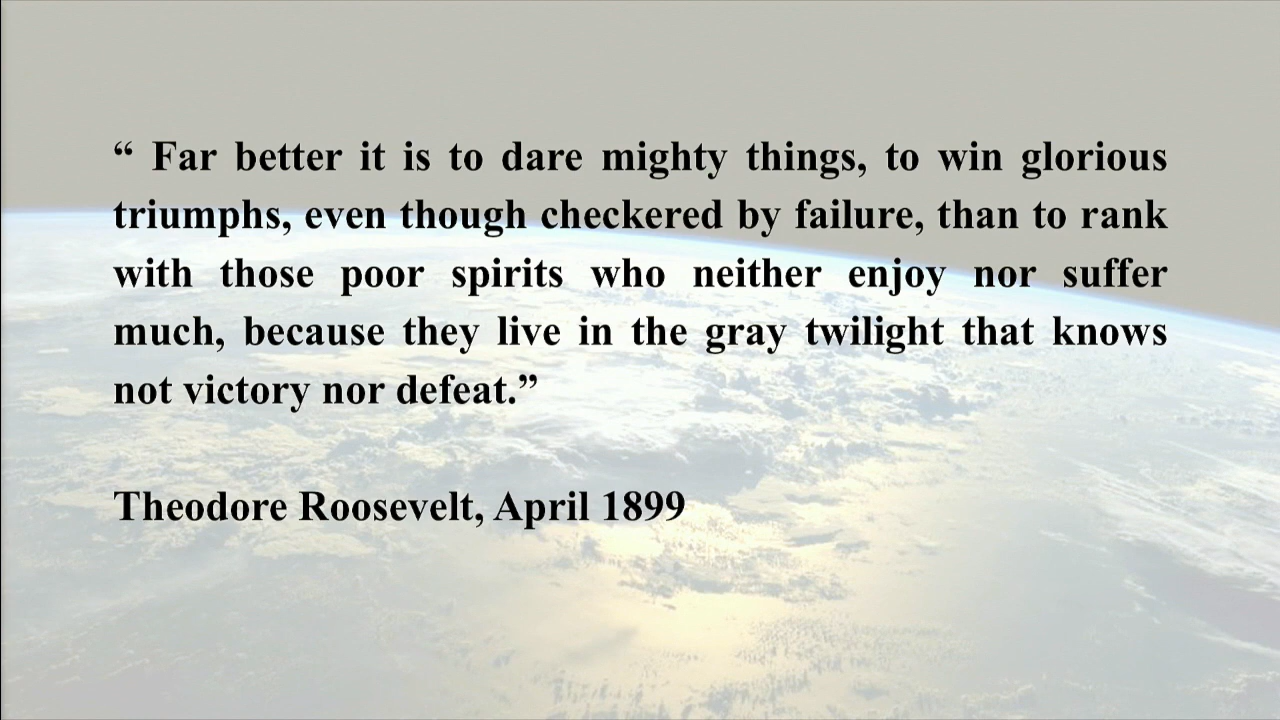 “ Far better it is to dare mighty things, to win glorious
triumphs, even though checkered by failure, than to rank
with those poor spirits who neither enjoy nor suffer
much, because they live in the gray twilight that knows
not victory nor defeat.”
Theodore Roosevelt, April 1899